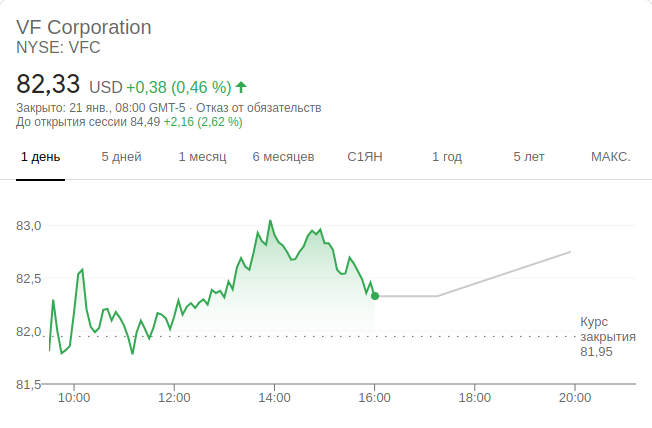 VF Corporation
NYSE: VFC
82,33 USD +0,38 (0,46 %)
Закрыто: 21 янв., 08:00 GMT-5 · Отказ от обязательств
До открытия сессии 84,49 +2,16 (2,62 %)
1 день 5 дней 1 месяц 6 месяцев С1ЯН 1 год 5 лет МАКС.
83,0
82,5
82,0
81,5
Курс
закрытия
81,95
10:00 12:00 14:00 16:00 18:00 20:00